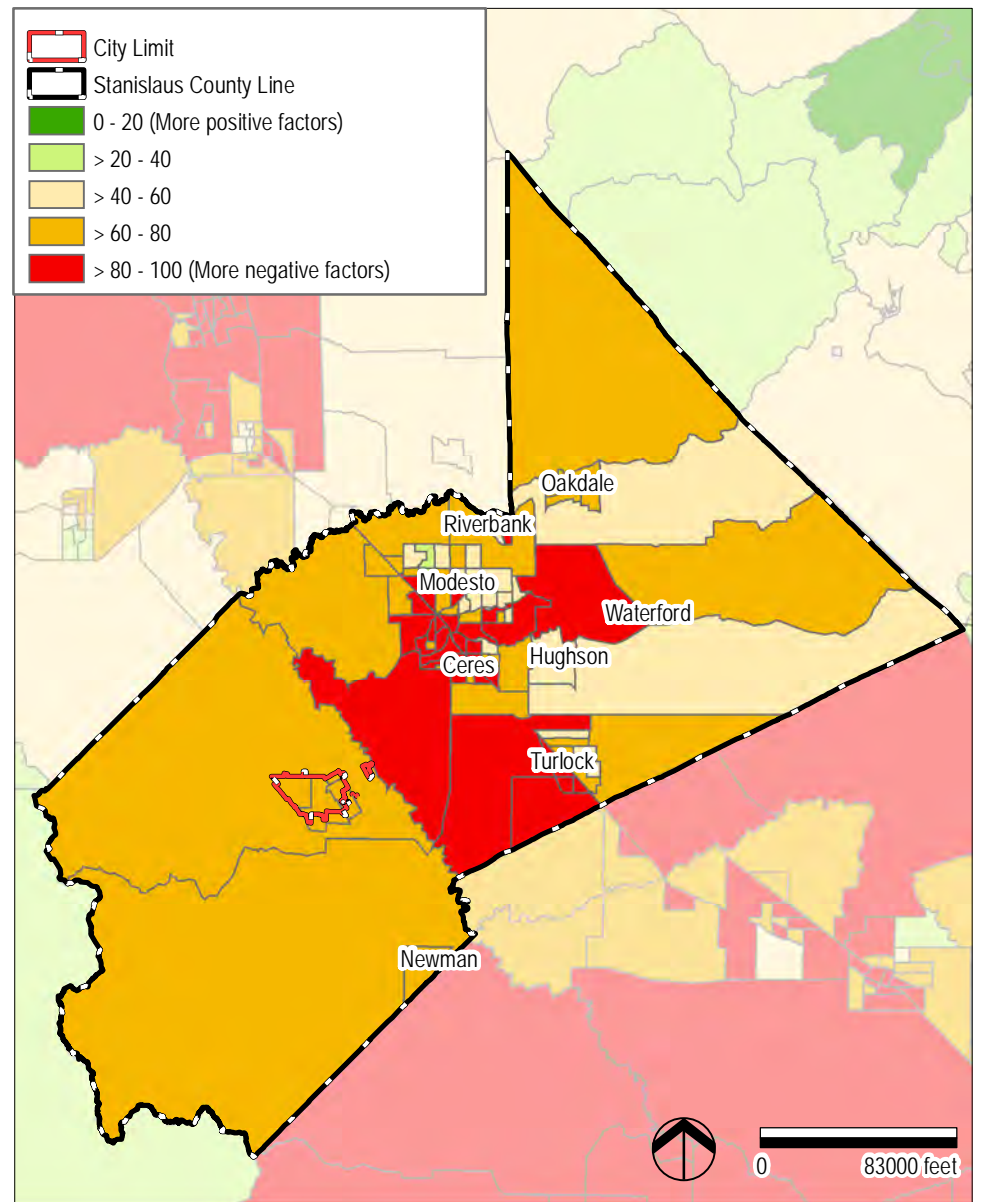 City Limit
Stanislaus County Line
0 - 20 (More positive factors)
> 20 - 40
> 40 - 60
> 60 - 80
> 80 - 100 (More negative factors)
Oakdale
Riverbank
Modesto
Waterford
Hughson
Ceres
Turlock
Newman
0 83000 feet